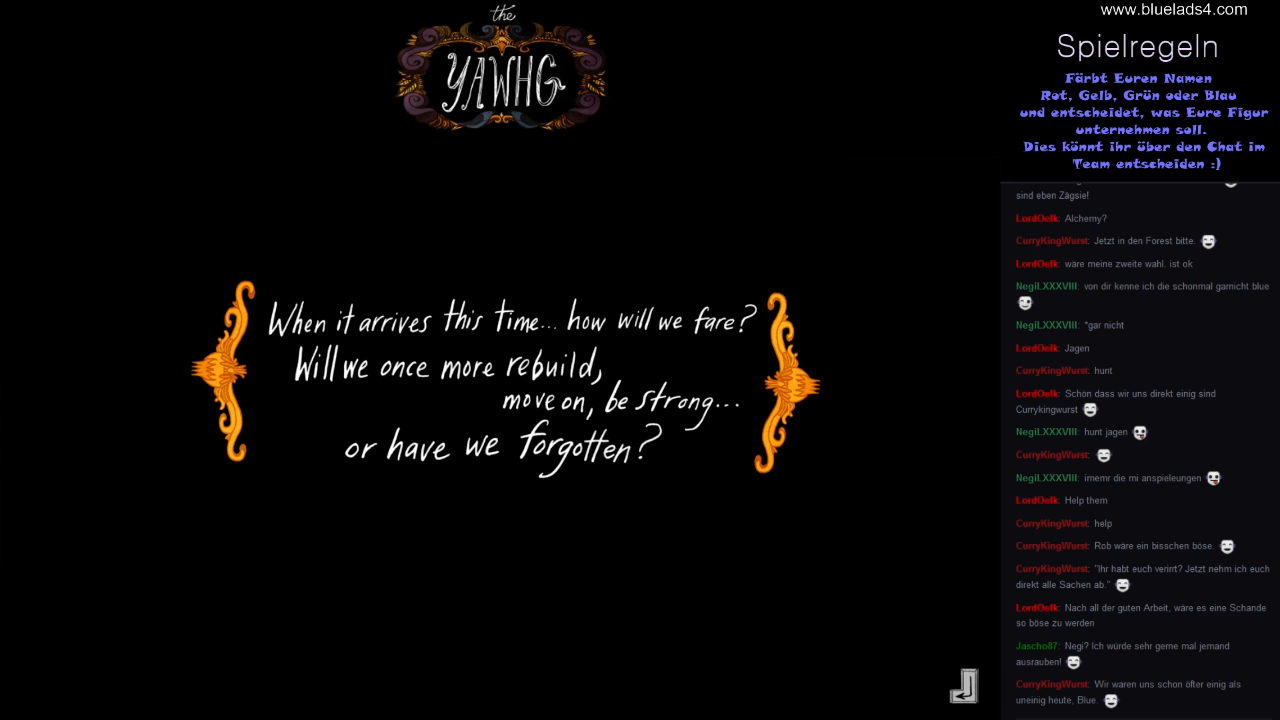 the
YAWHG
When it arrives this time... how will we fare?
Will we once more rebuild,
move on, be strong...
or have we forgotten?
www.bluelads4.com
Spielregeln
Färbt Euren Namen
Rot, Gelb, Grün oder Blau
und entscheidet, was Eure Figur
unternehmen soll.
Dies könnt ihr über den Chat im
Team entscheiden :)
sind eben Zägsie!
LordDelk: Alchemy?
CurryKingWurst: Jetzt in den Forest bitte.
LordDelk: wäre meine zweite wahl. ist ok
NegiLXXXVIII: von dir kenne ich die schonmal garnicht blue
NegiLXXXVIII: *gar nicht
LordDelk: Jagen
CurryKingWurst: hunt
LordDelk: Schön dass wir uns direkt einig sind
Currykingwurst
NegiLXXXVIII: hunt jagen
CurryKingWurst:
NegiLXXXVIII: imemr die mi anspieleungen
LordDelk: Help them
CurryKingWurst: help
CurryKingWurst: Rob wäre ein bisschen böse.
CurryKingWurst: "Ihr habt euch verirrt? Jetzt nehm ich euch
direkt alle Sachen ab."
LordDelk: Nach all der guten Arbeit, wäre es eine Schande
so böse zu werden
Jascho87: Negi? Ich würde sehr gerne mal jemand
ausrauben!
CurryKingWurst: Wir waren uns schon öfter einig als
uneinig heute, Blue.